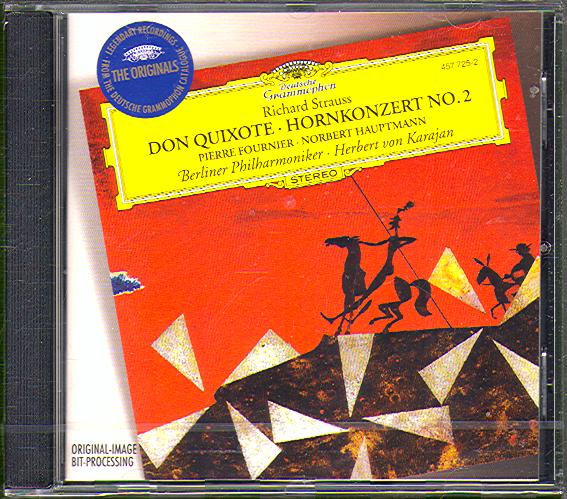 LEGENDARY RECORDINGS
THE ORIGINALS
FROM THE DEUTSCHE GRAMMOPHON CATALOGUE
457 725-2
Deutsche
Grammophon
Richard Strauss
DON QUIXOTE · HORNKONZERT NO. 2
PIERRE FOURNIER · NORBERT HAUPTMANN
Berliner Philharmoniker · Herbert von Karajan
STEREO
ORIGINAL-IMAGE
BIT-PROCESSING